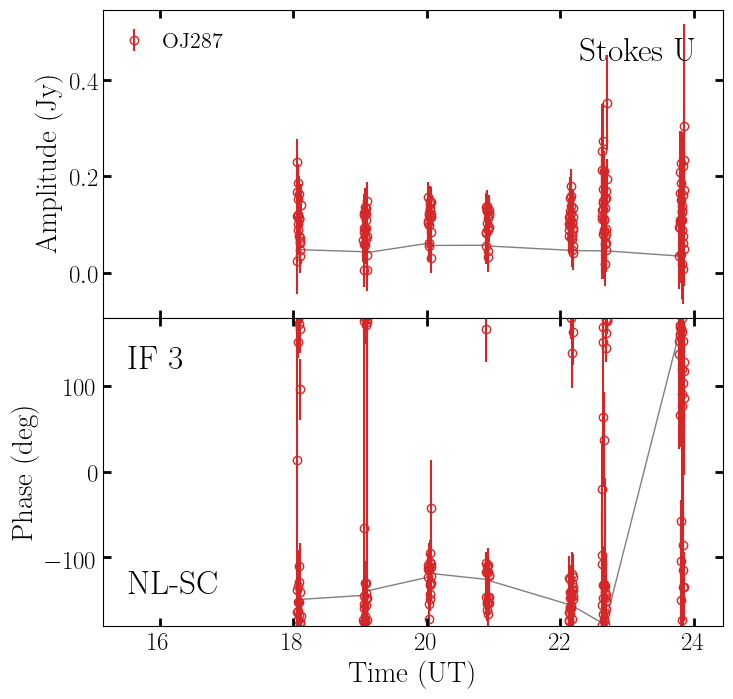 OJ287
Stokes U
Amplitude (Jy)
0.4
0.2
0.0
IF 3
NL-SC
Phase (deg)
100
0
−100
16 18 20 22 24
Time (UT)